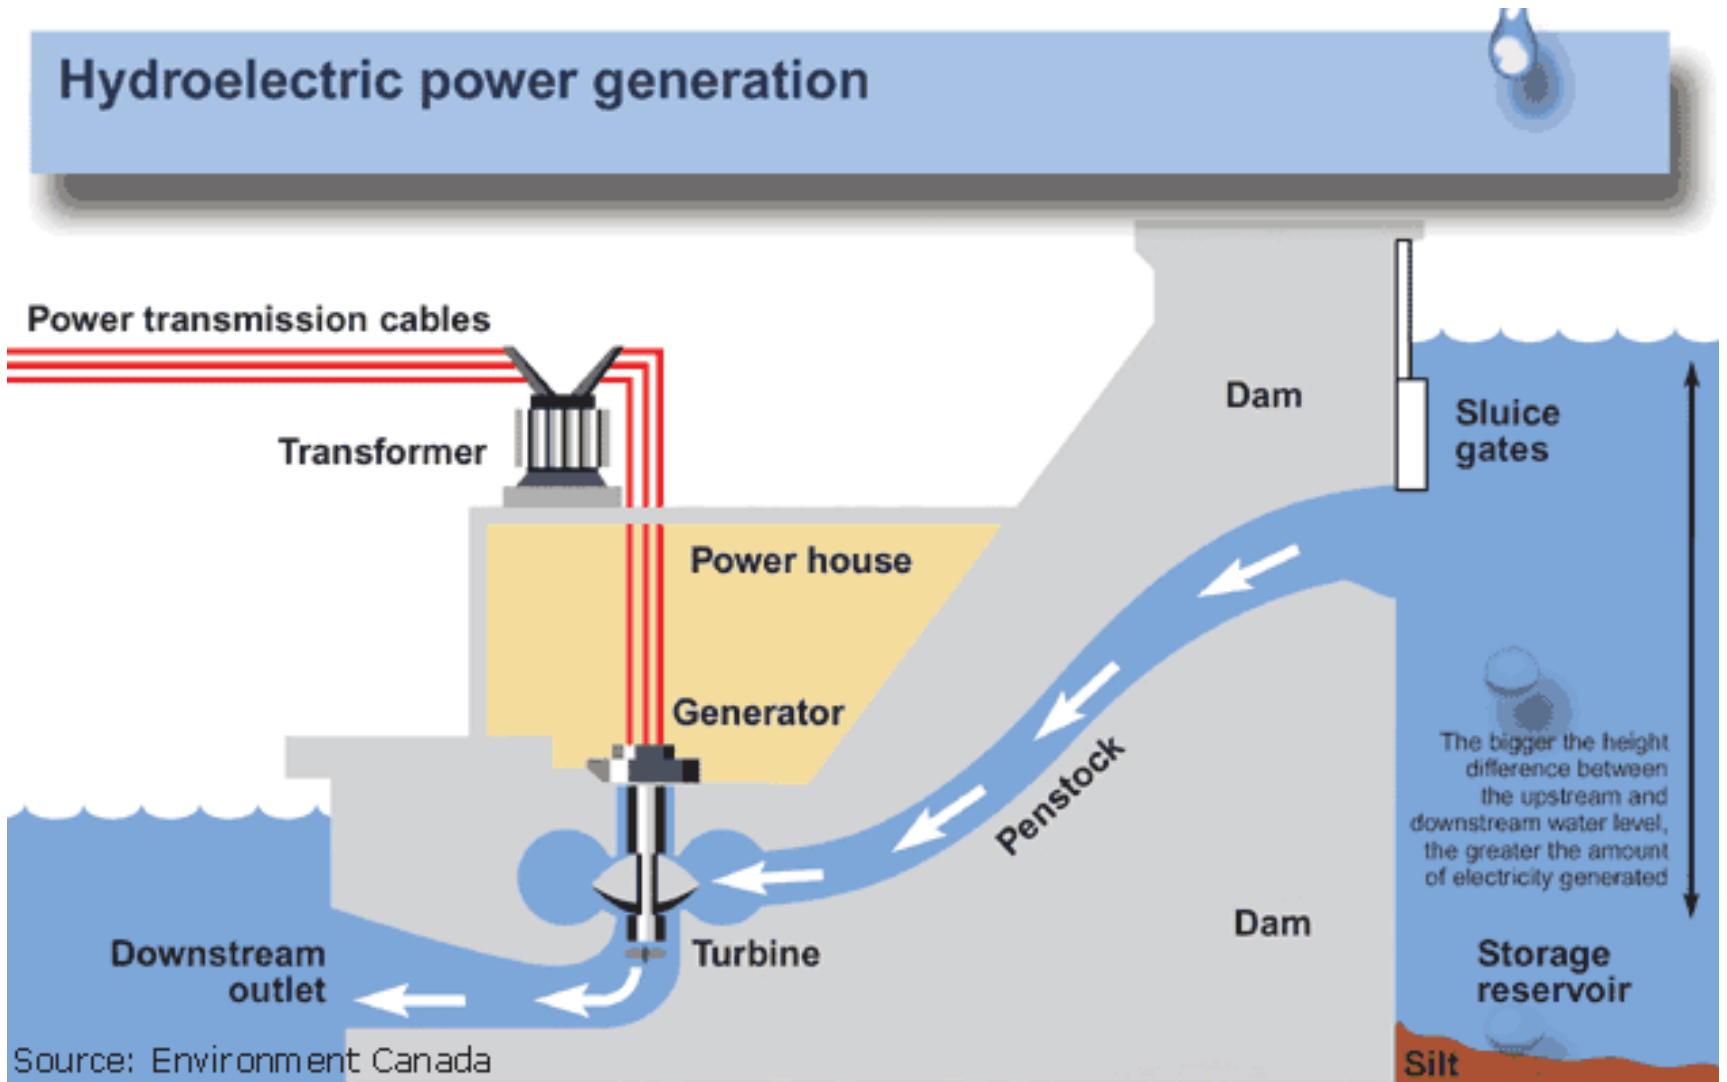 Hydroelectric power generation
Power transmission cables
Transformer
Dam
Sluice
gates
Power house
Generator
Penstock
The bigger the height
difference between
the upstream and
downstream water level,
the greater the amount
of electricity generated
Dam
Turbine
Downstream
outlet
Storage
reservoir
Silt
Source: Environment Canada